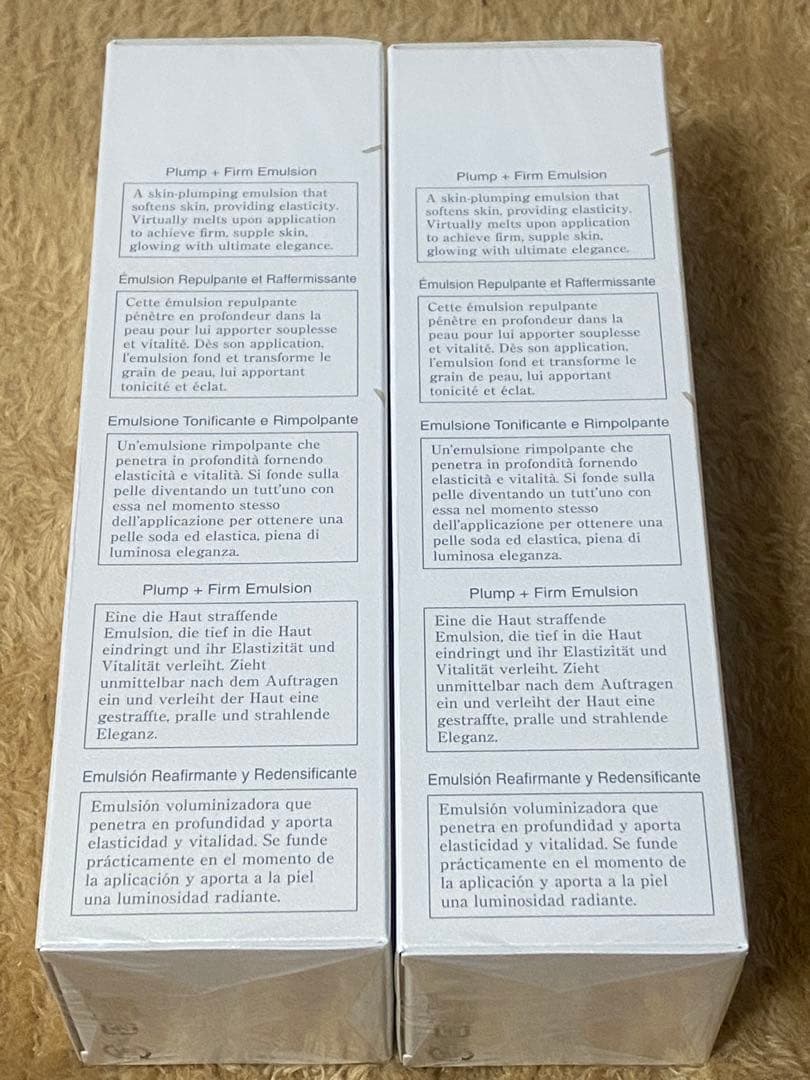 Plump + Firm Emulsion
A skin-plumping emulsion that
softens skin, providing elasticity.
Virtually melts upon application
to achieve firm, supple skin,
glowing with ultimate elegance.
Émulsion Repulpante et Raffermissante
Cette émulsion repulpante
pénètre en profondeur dans la
peau pour lui apporter souplesse
et vitalité. Dès son application,
l'emulsion fond et transforme le
grain de peau, lui apportant
tonicité et éclat.
Emulsione Tonificante e Rimpolpante
Un'emulsione rimpolpante che
penetra in profondità fornendo
elasticità e vitalità. Si fonde sulla
pelle diventando un tutt'uno con
essa nel momento stesso
dell'applicazione per ottenere una
pelle soda ed elastica, piena di
luminosa eleganza.
Plump + Firm Emulsion
Eine die Haut straffende
Emulsion, die tief in die Haut
eindringt und ihr Elastizität und
Vitalität verleiht. Zieht
unmittelbar nach dem Auftragen
ein und verleiht der Haut eine
gestraffte, pralle und strahlende
Eleganz.
Emulsión Reafirmante y Redensificante
Emulsión voluminizadora que
penetra en profundidad y aporta
elasticidad y vitalidad. Se funde
prácticamente en el momento de
la aplicación y aporta a la piel
una luminosidad radiante.
Plump + Firm Emulsion
A skin-plumping emulsion that
softens skin, providing elasticity.
Virtually melts upon application
to achieve firm, supple skin,
glowing with ultimate elegance.
Émulsion Repulpante et Raffermissante
Cette émulsion repulpante
pénètre en profondeur dans la
peau pour lui apporter souplesse
et vitalité. Dès son application,
l'emulsion fond et transforme le
grain de peau, lui apportant
tonicité et éclat.
Emulsione Tonificante e Rimpolpante
Un'emulsione rimpolpante che
penetra in profondità fornendo
elasticità e vitalità. Si fonde sulla
pelle diventando un tutt'uno con
essa nel momento stesso
dell'applicazione per ottenere una
pelle soda ed elastica, piena di
luminosa eleganza.
Plump + Firm Emulsion
Eine die Haut straffende
Emulsion, die tief in die Haut
eindringt und ihr Elastizität und
Vitalität verleiht. Zieht
unmittelbar nach dem Auftragen
ein und verleiht der Haut eine
gestraffte, pralle und strahlende
Eleganz.
Emulsión Reafirmante y Redensificante
Emulsión voluminizadora que
penetra en profundidad y aporta
elasticidad y vitalidad. Se funde
prácticamente en el momento de
la aplicación y aporta a la piel
una luminosidad radiante.